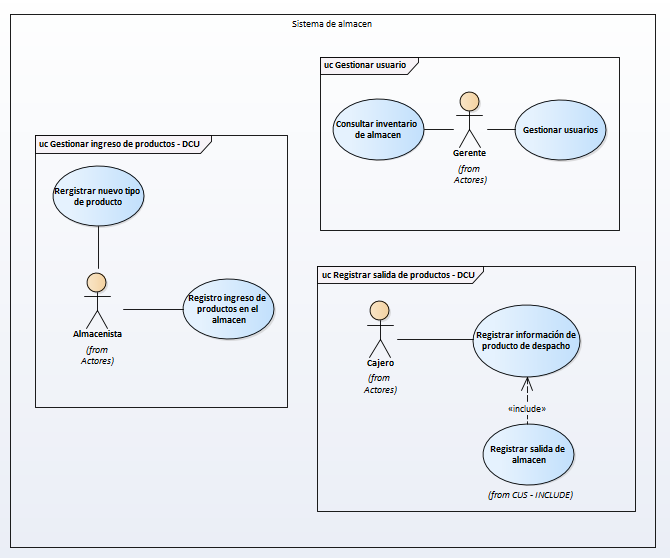 Sistema de almacen
uc Gestionar usuario
Consultar inventario
de almacen
Gestionar usuarios
Gerente
(from
Actores)
uc Gestionar ingreso de productos - DCU
Rergistrar nuevo tipo
de producto
Registro ingreso de
productos en el
almacen
Almacenista
(from
Actores)
uc Registrar salida de productos - DCU
Registrar información de
producto de despacho
Cajero
(from
Actores)
«include»
Registrar salida de
almacen
(from CUS - INCLUDE)